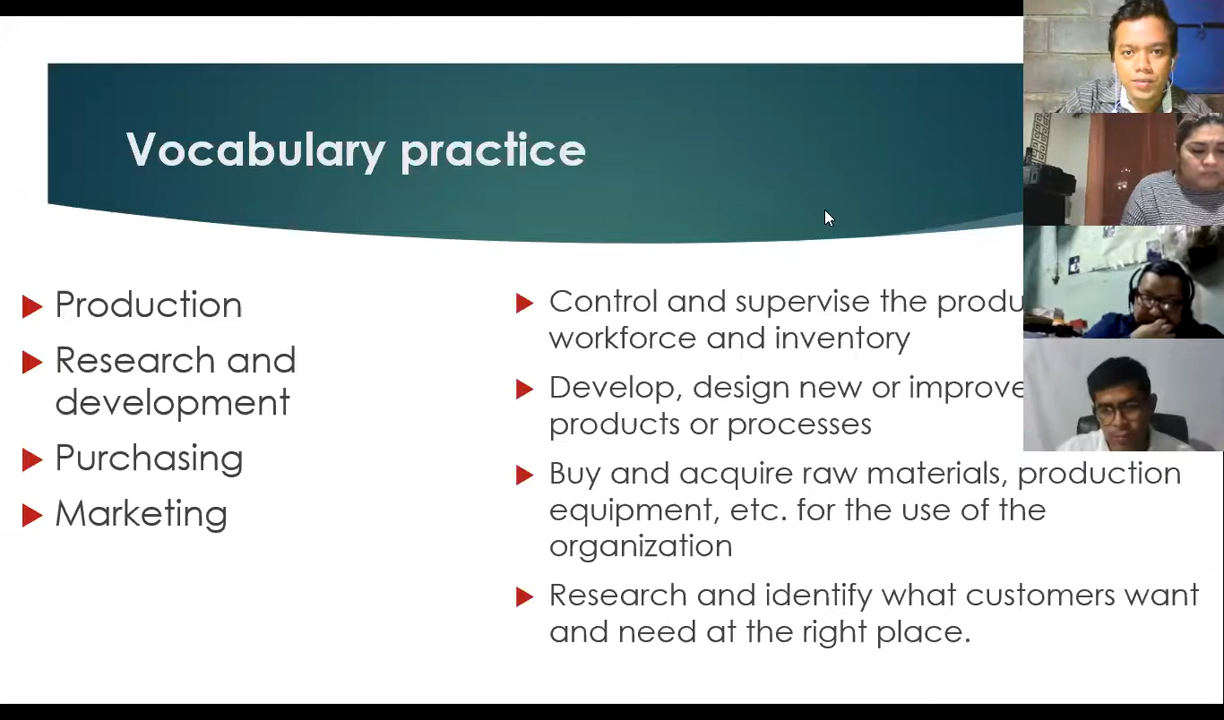 Vocabulary practice
Production
Research and
development
Purchasing
Marketing
Control and supervise the
workforce and inventory
Develop, design new or improve
products or processes
Buy and acquire raw materials, production
equipment, etc. for the use of the
organization
Research and identify what customers want
and need at the right place.